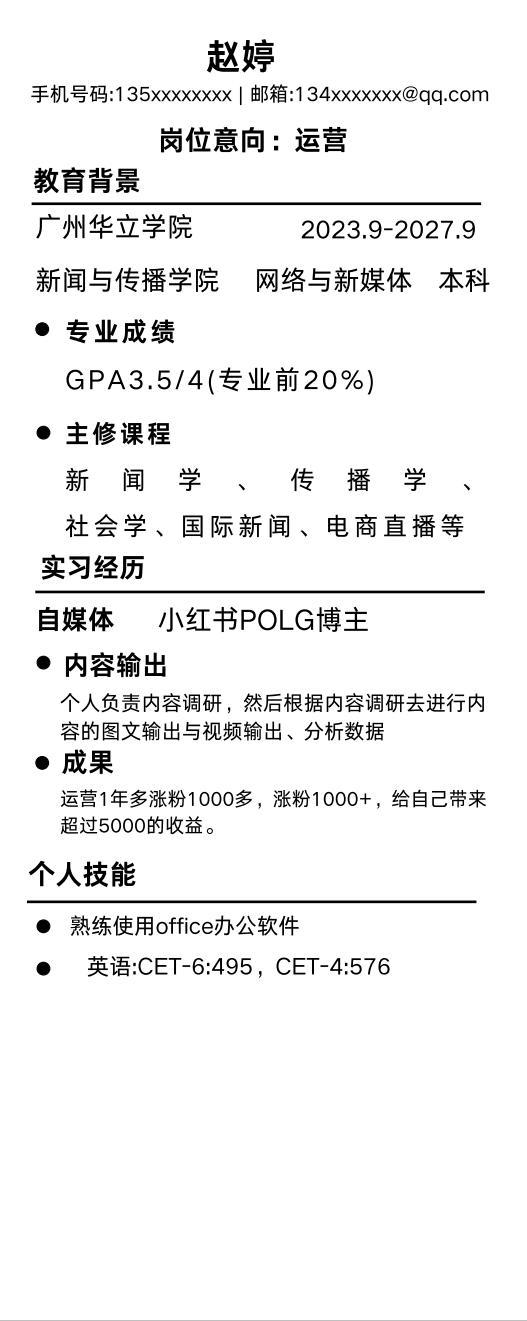 赵婷
手机号码:135xxxxxxxx | 邮箱:134xxxxxxx@qq.com
岗位意向：运营
教育背景
广州华立学院 2023.9-2027.9
新闻与传播学院 网络与新媒体 本科
● 专业成绩
GPA3.5/4(专业前20%)
● 主修课程
新闻学、传播学、
社会学、国际新闻、电商直播等
实习经历
自媒体 小红书POLG博主
● 内容输出
个人负责内容调研，然后根据内容调研去进行内
容的图文输出与视频输出、分析数据
● 成果
运营1年多涨粉1000多，涨粉1000+，给自己带来
超过5000的收益。
个人技能
● 熟练使用office办公软件
● 英语:CET-6:495，CET-4:576